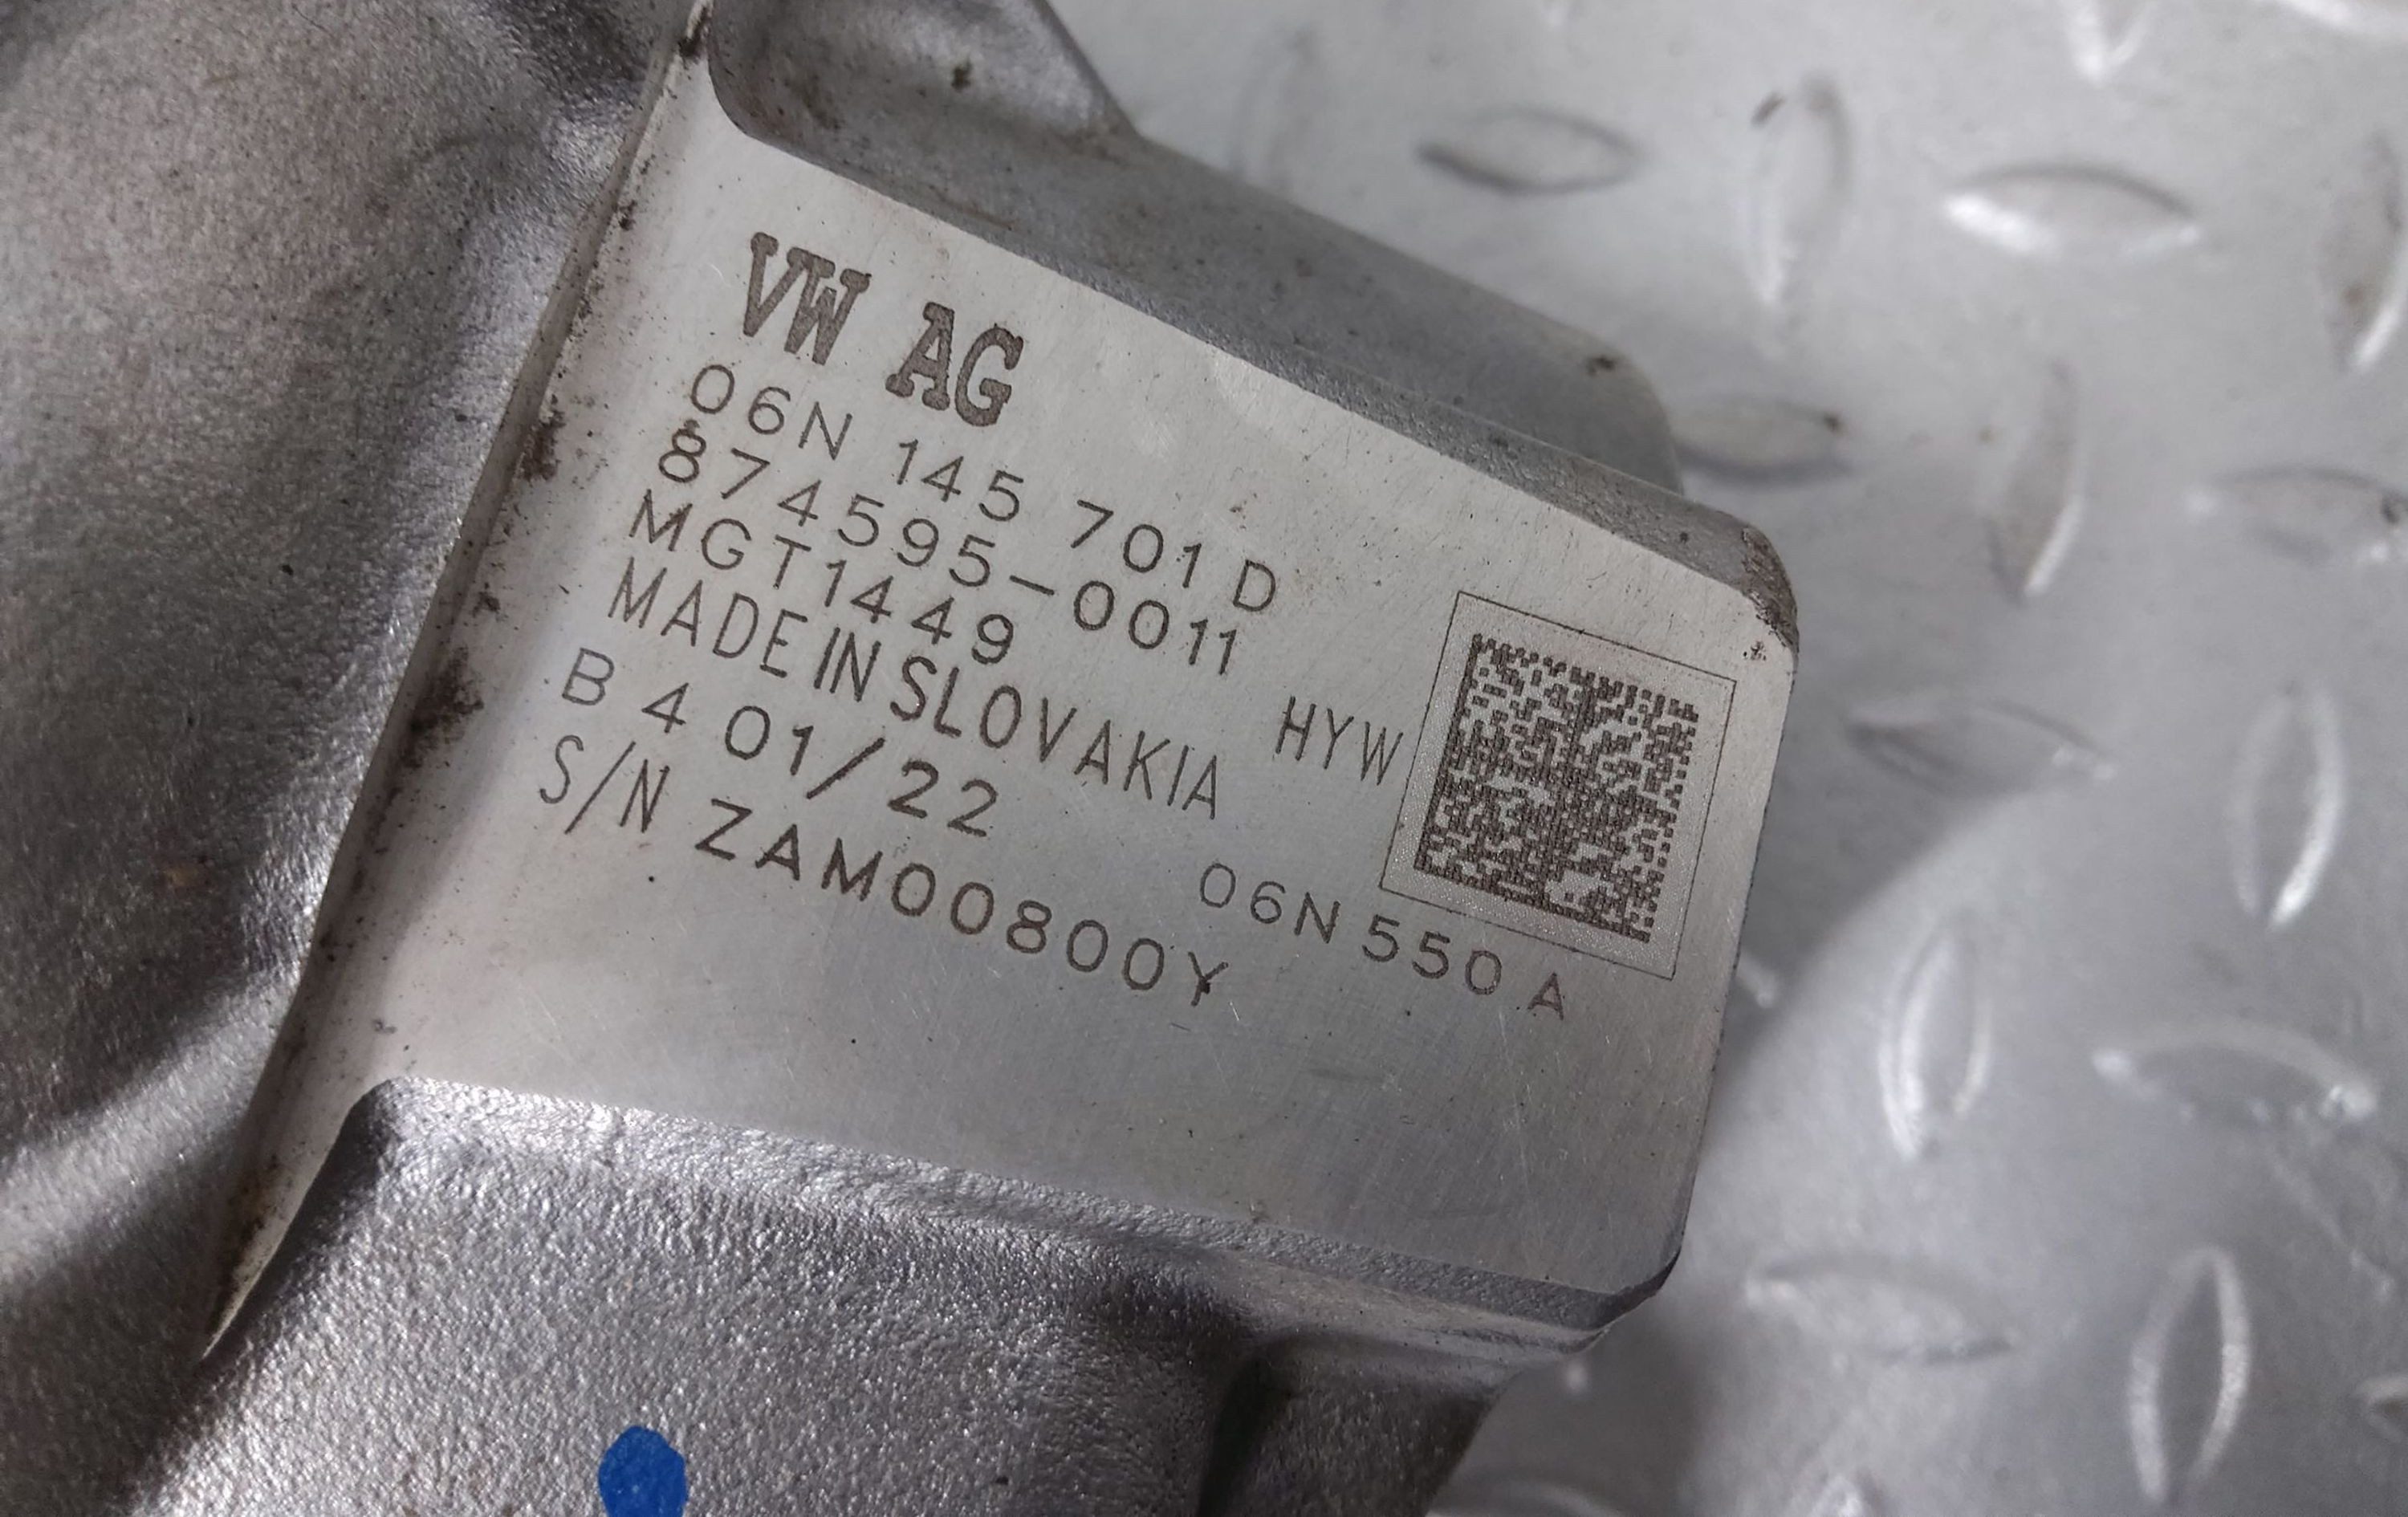 VW AG
06N 145 701 D
874595-0011
MGT1449
MADE IN SLOVAKIA HYW
B 4 01/22
S/N ZAM00800Y
06N 550 A